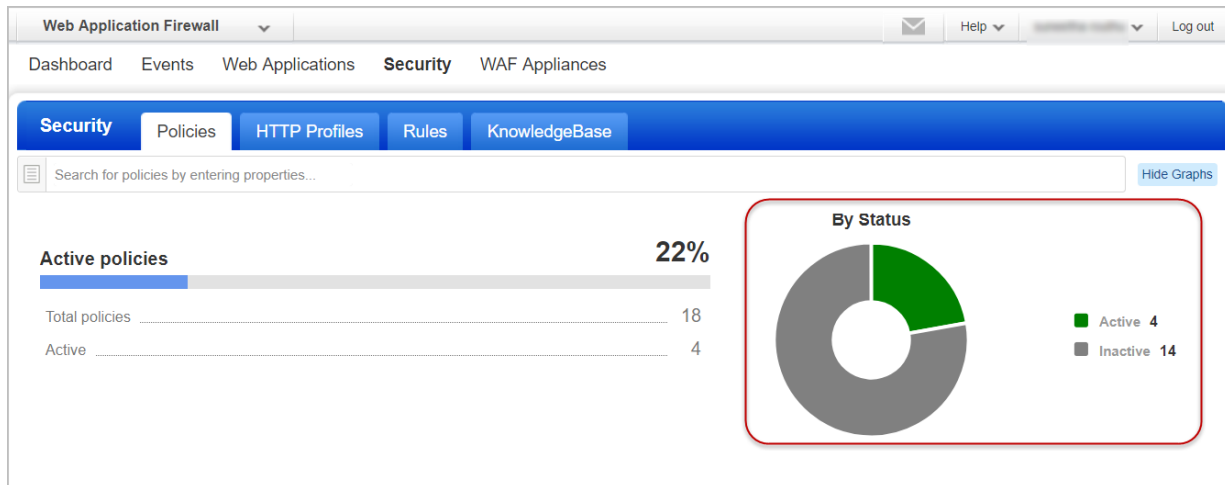 Web Application Firewall
Help
Log out
Dashboard Events Web Applications Security WAF Appliances
Security Policies HTTP Profiles Rules KnowledgeBase
Search for policies by entering properties...
Hide Graphs
Active policies 22%
Total policies 18
Active 4
By Status
Active 4
Inactive 14